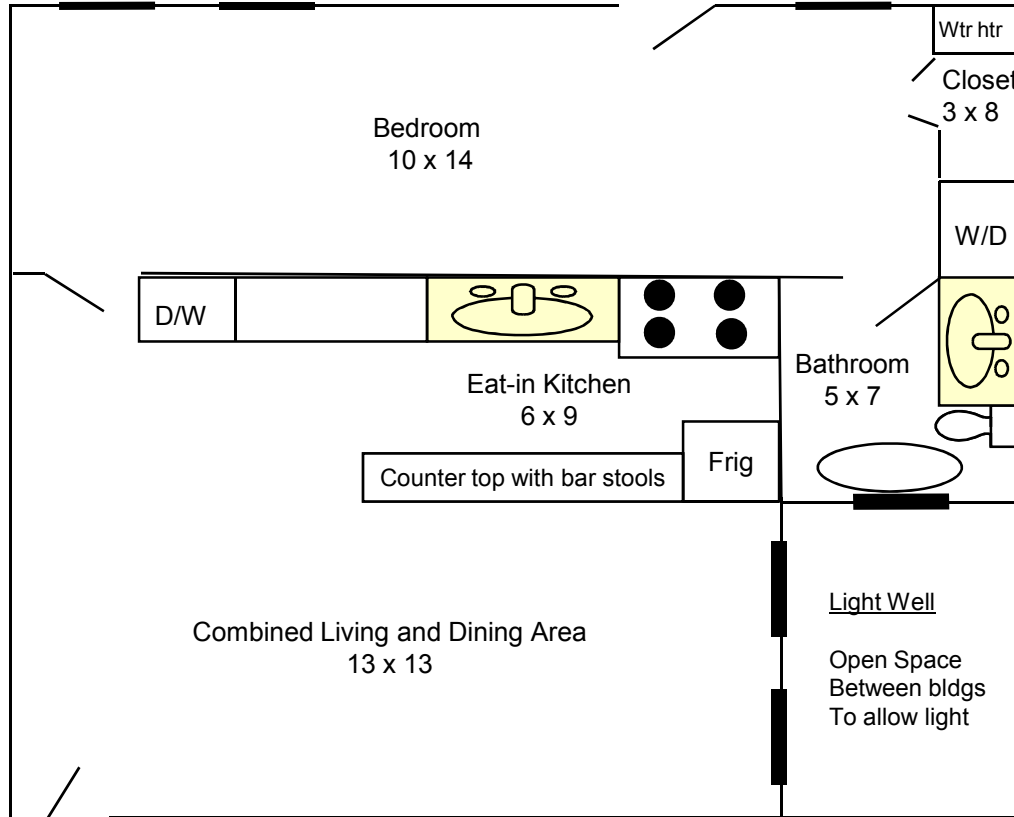 Wtr htr
Closet
3 x 8
Bedroom
10 x 14
W/D
D/W
Eat-in Kitchen
6 x 9
Bathroom
5 x 7
Frig
Counter top with bar stools
Light Well
Combined Living and Dining Area
13 x 13
Open Space
Between bldgs
To allow light